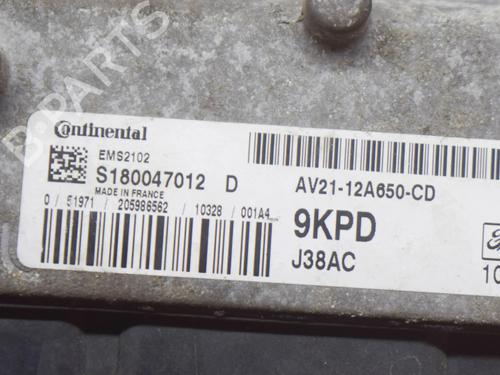 B-PARTS
Continental
EMS2102
S180047012 D
MADE IN FRANCE
0 / 51971 / 205986562 / 10328 / 001A4
AV21-12A650-CD
9KPD
J38AC
10